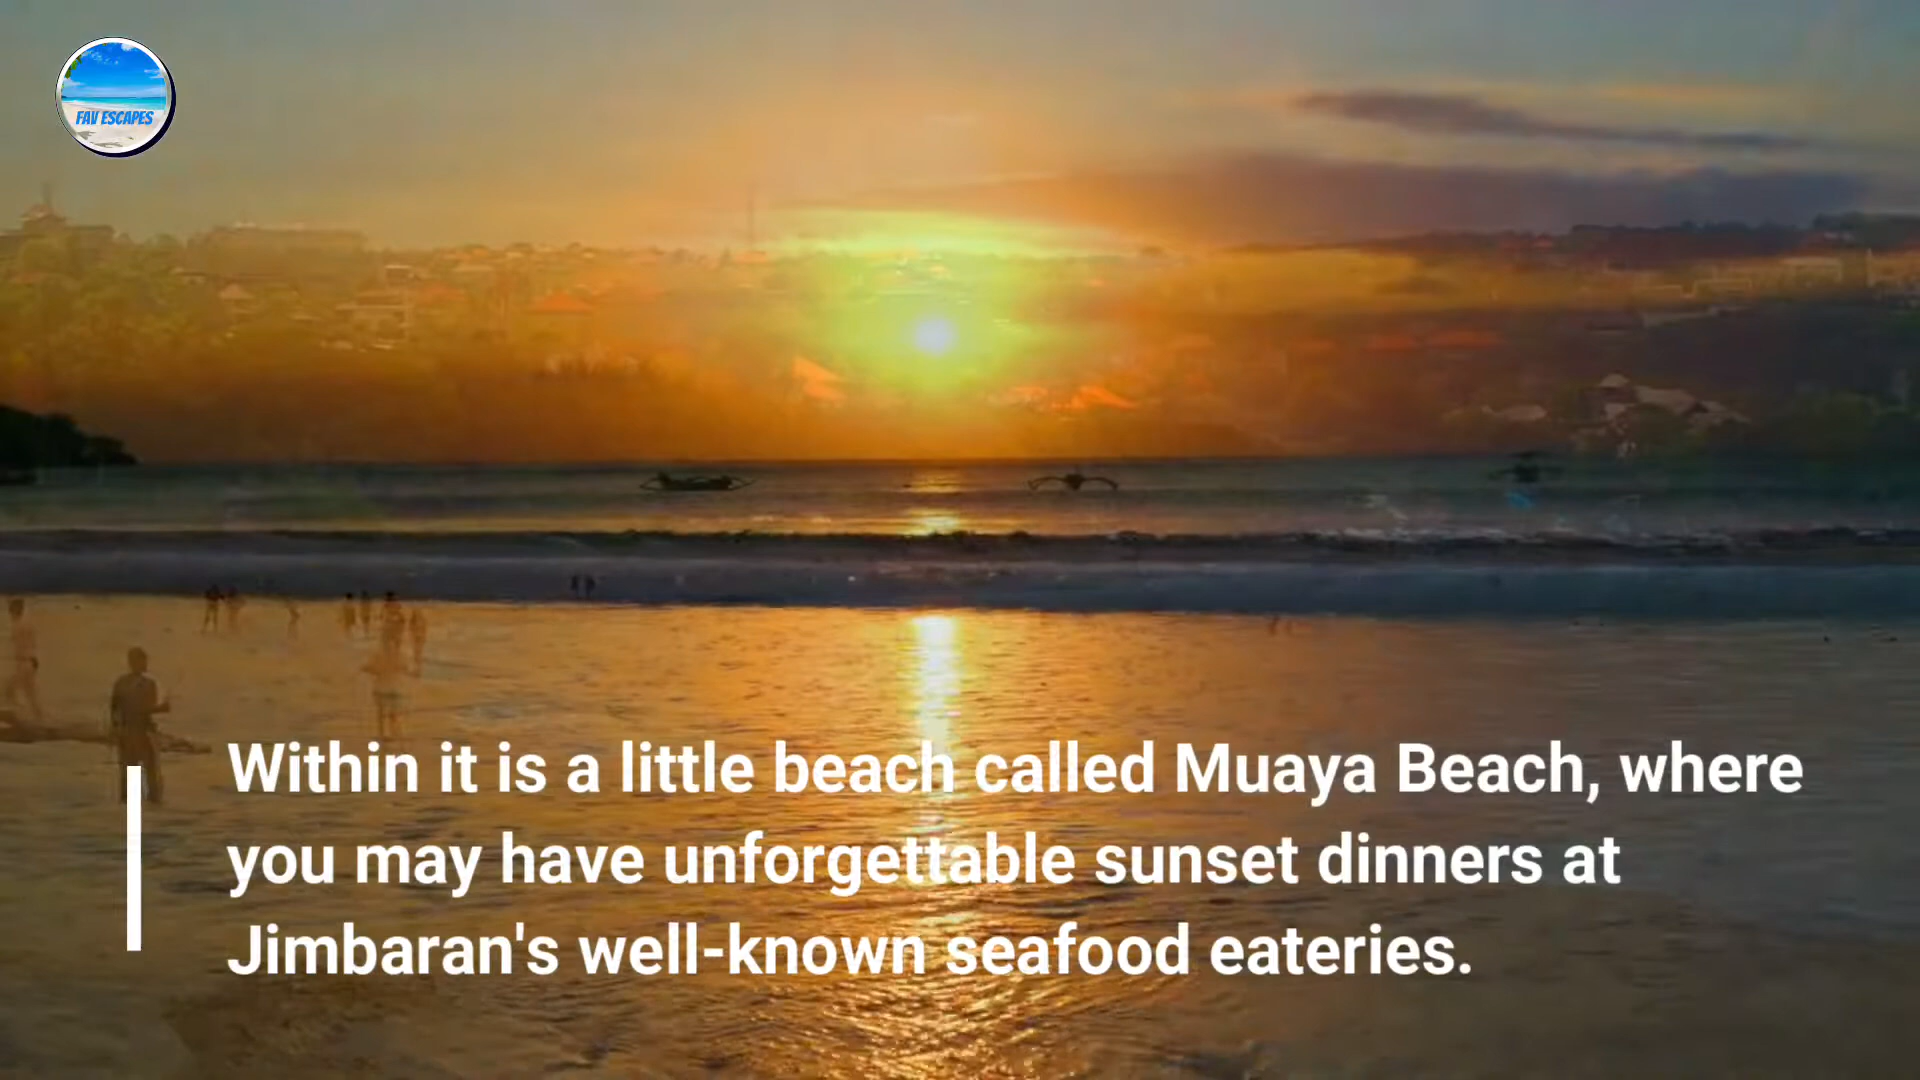 FAV ESCAPES
Within it is a little beach called Muaya Beach, where
you may have unforgettable sunset dinners at
Jimbaran's well-known seafood eateries.